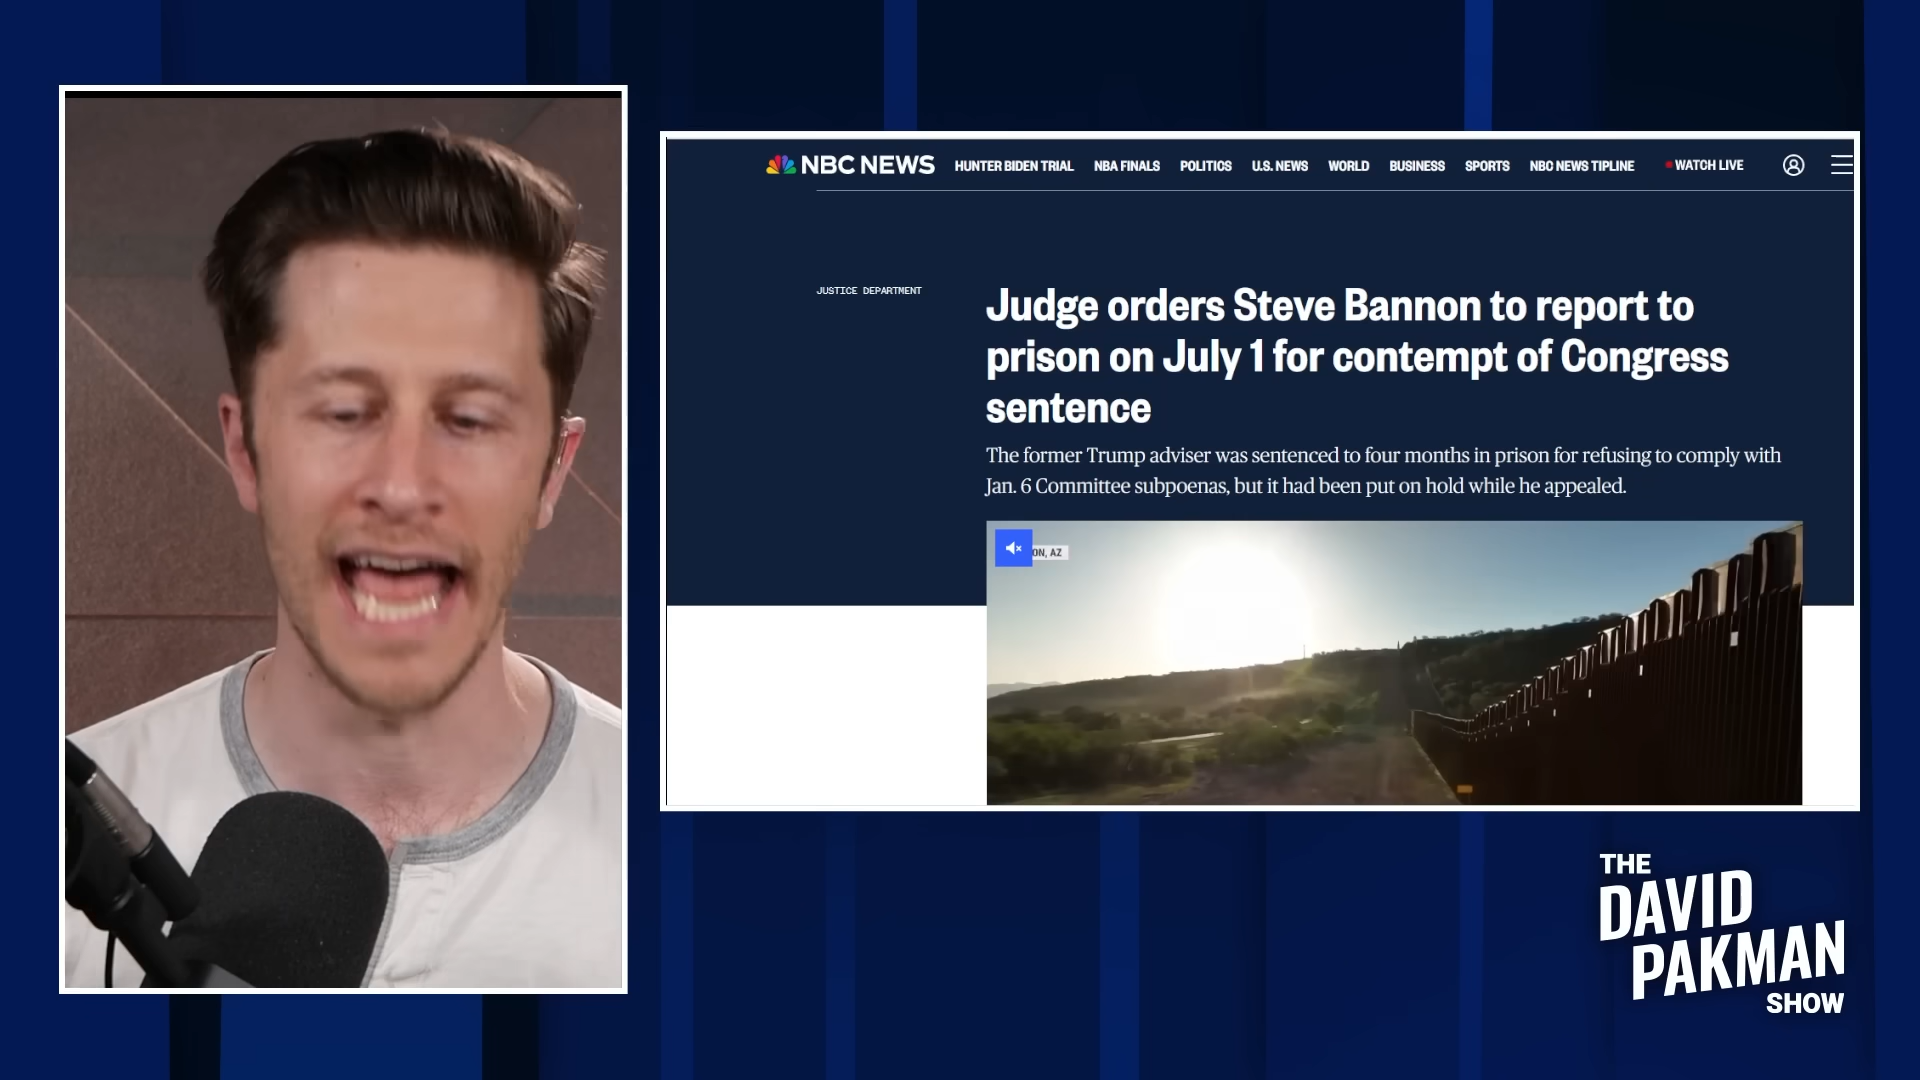 NBC NEWS HUNTER BIDEN TRIAL NBA FINALS POLITICS U.S. NEWS WORLD BUSINESS SPORTS NBC NEWS TIPLINE WATCH LIVE
JUSTICE DEPARTMENT
Judge orders Steve Bannon to report to
prison on July 1 for contempt of Congress
sentence
The former Trump adviser was sentenced to four months in prison for refusing to comply with
Jan. 6 Committee subpoenas, but it had been put on hold while he appealed.
ON, AZ
THE
DAVID
PAKMAN
SHOW